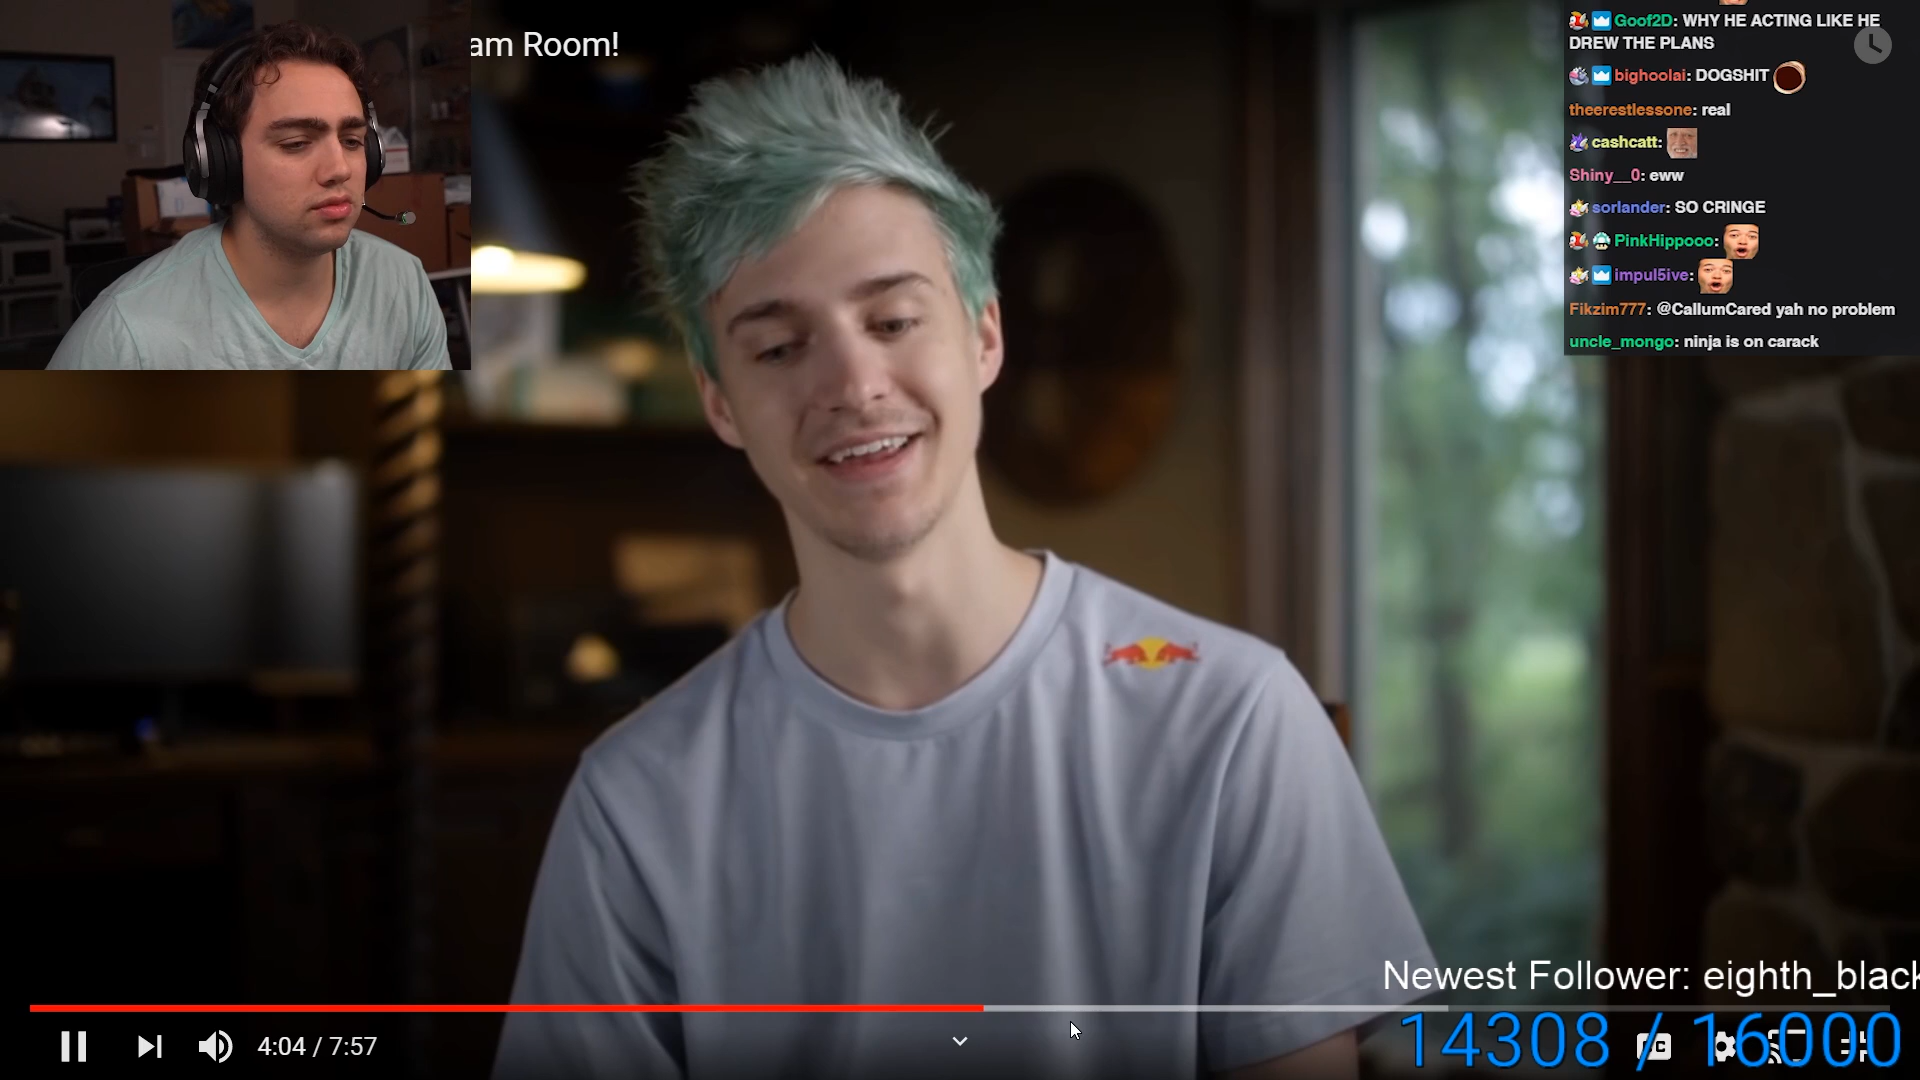 am Room!
Goof2D: WHY HE ACTING LIKE HE
DREW THE PLANS
bighoolai: DOGSHIT
theerestlessone: real
cashcatt:
Shiny__0: eww
sorlander: SO CRINGE
PinkHippooo:
impul5ive:
Fikzim777: @CallumCared yah no problem
uncle_mongo: ninja is on carack
Newest Follower: eighth_black
14308 / 16000
4:04 / 7:57